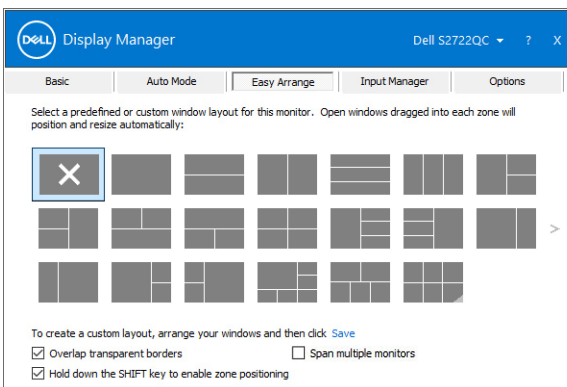 DELL Display Manager Dell S2722QC ? X
Basic Auto Mode Easy Arrange Input Manager Options
Select a predefined or custom window layout for this monitor. Open windows dragged into each zone will
position and resize automatically:
>
To create a custom layout, arrange your windows and then click Save
Overlap transparent borders Span multiple monitors
Hold down the SHIFT key to enable zone positioning